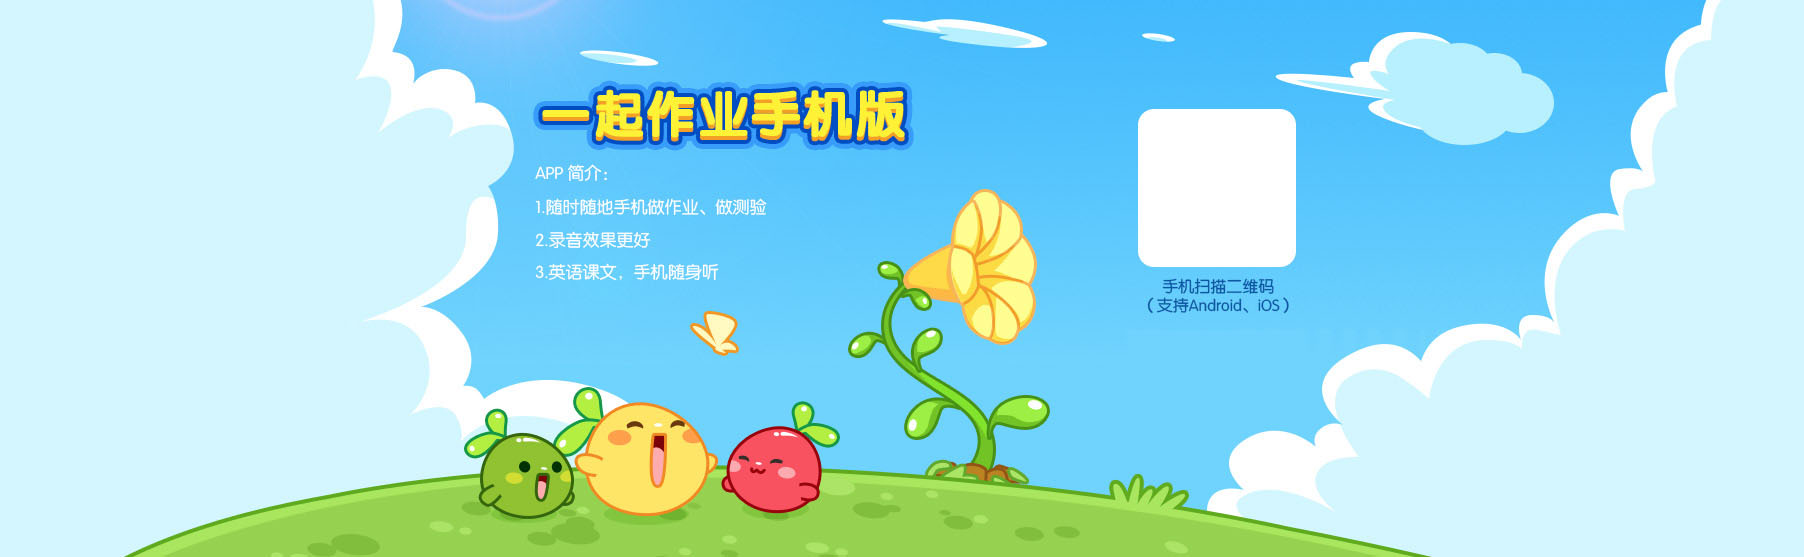 一起作业手机版
APP 简介：
1.随时随地手机做作业、做测验
2.录音效果更好
3.英语课文，手机随身听
手机扫描二维码
（支持Android、iOS）